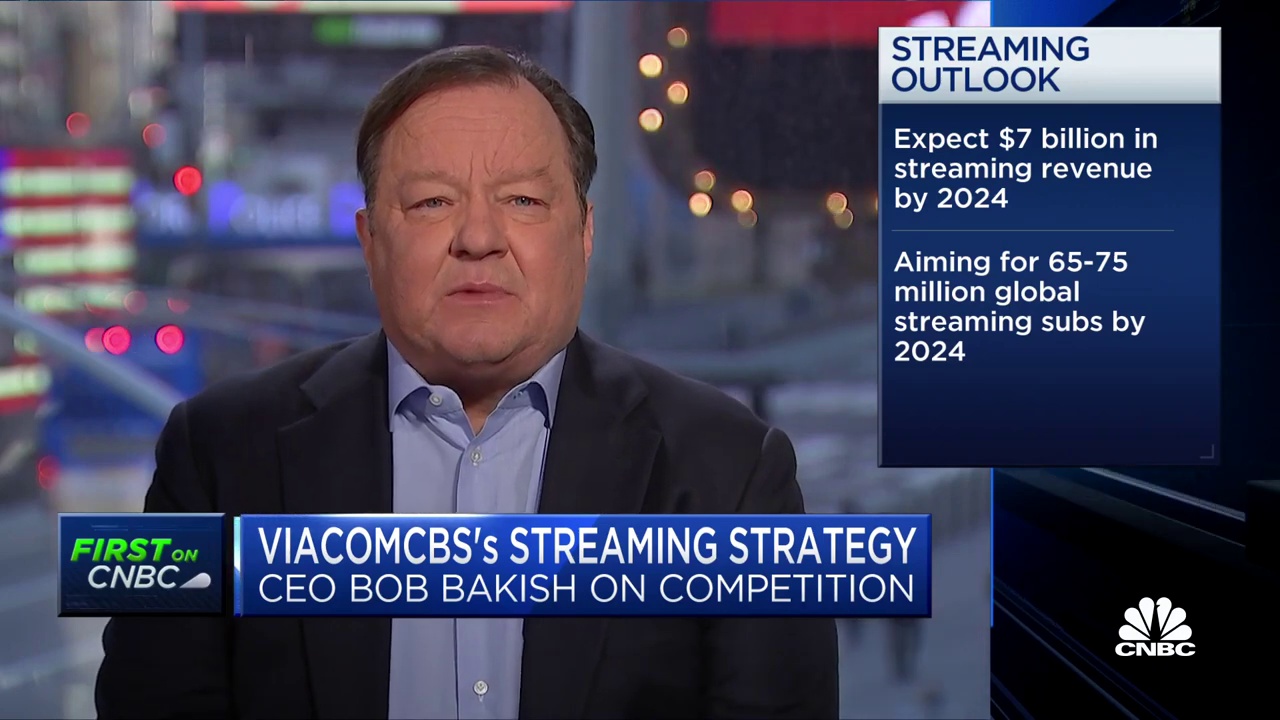 STREAMING
OUTLOOK
Expect $7 billion in
streaming revenue
by 2024
Aiming for 65-75
million global
streaming subs by
2024
FIRST ON
CNBC
VIACOMCBS's STREAMING STRATEGY
CEO BOB BAKISH ON COMPETITION
CNBC